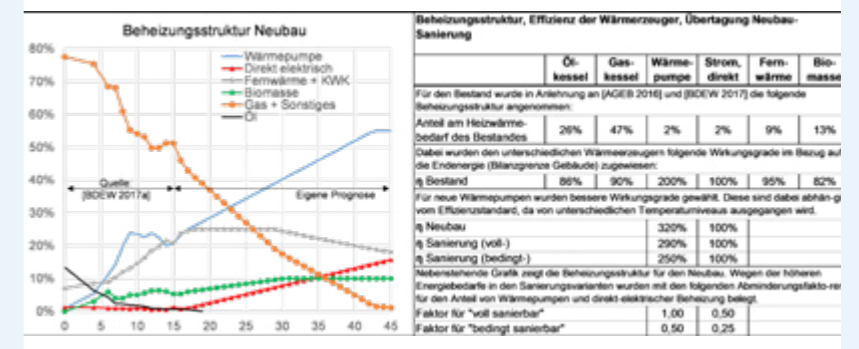 Beheizungsstruktur Neubau
80%
70%
60%
50%
40%
30%
20%
10%
0%
0 5 10 15 20 25 30 35 40 45
Wärmepumpe
Direkt elektrisch
Fernwärme + KWK
Biomasse
Gas + Sonstiges
Öl
Quelle:
[BDEW 2017a]
Eigene Prognose
Beheizungsstruktur, Effizienz der Wärmerzeuger, Übertagung Neubau-
Sanierung
Öl- Gas- Wärme- Strom, Fern- Bio-
kessel kessel pumpe direkt wärme masse
Für den Bestand wurde in Anlehnung an [AGEB 2016] und [BDEW 2017] die folgende
Beheizungsstruktur angenommen:
Anteil am Heizwärme-
bedarf des Bestandes 26% 47% 2% 2% 9% 13%
Dabei wurden den unterschiedlichen Wärmeerzeugern folgende Wirkungsgrade im Bezug auf
die Endenergie (Bilanzgrenze Gebäude) zugewiesen:
η Bestand 86% 90% 200% 100% 95% 82%
Für neue Wärmepumpen wurden bessere Wirkungsgrade gewählt. Diese sind dabei abhän-g
vom Effizienzstandard, da von unterschiedlichen Temperaturniveaus ausgegangen wird.
η Neubau 320% 100%
η Sanierung (voll-) 290% 100%
η Sanierung (bedingt-) 250% 100%
Nebenstehende Grafik zeigt die Beheizungsstruktur für den Neubau. Wegen der höheren
Energiebedarfe in den Sanierungsvarianten wurden mit den folgenden Abminderungsfakto-re
für den Anteil von Wärmepumpen und direkt-elektrischer Beheizung belegt.
Faktor für "voll sanierbar" 1,00 0,50
Faktor für "bedingt sanierbar" 0,50 0,25